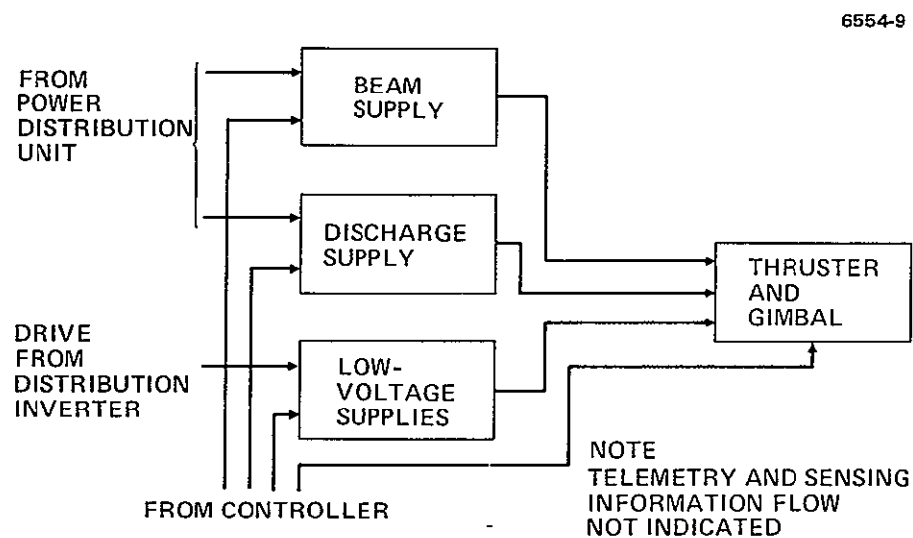 6554-9
FROM
POWER
DISTRIBUTION
UNIT
BEAM
SUPPLY
DISCHARGE
SUPPLY
THRUSTER
AND
GIMBAL
DRIVE
FROM
DISTRIBUTION
INVERTER
LOW-
VOLTAGE
SUPPLIES
FROM CONTROLLER
NOTE
TELEMETRY AND SENSING
INFORMATION FLOW
NOT INDICATED